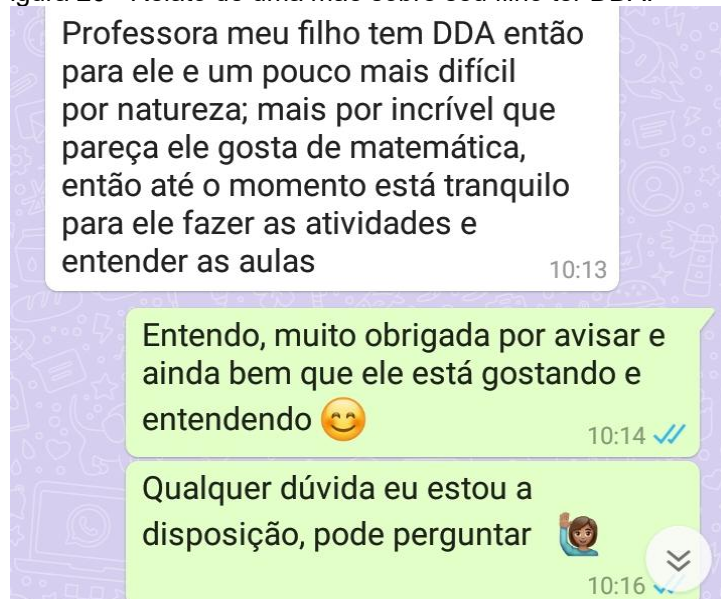 Professora meu filho tem DDA então
para ele e um pouco mais difícil
por natureza; mais por incrível que
pareça ele gosta de matemática,
então até o momento está tranquilo
para ele fazer as atividades e
entender as aulas
10:13
Entendo, muito obrigada por avisar e
ainda bem que ele está gostando e
entendendo 😊
10:14
Qualquer dúvida eu estou a
disposição, pode perguntar 🙋🏽‍♀️
10:16